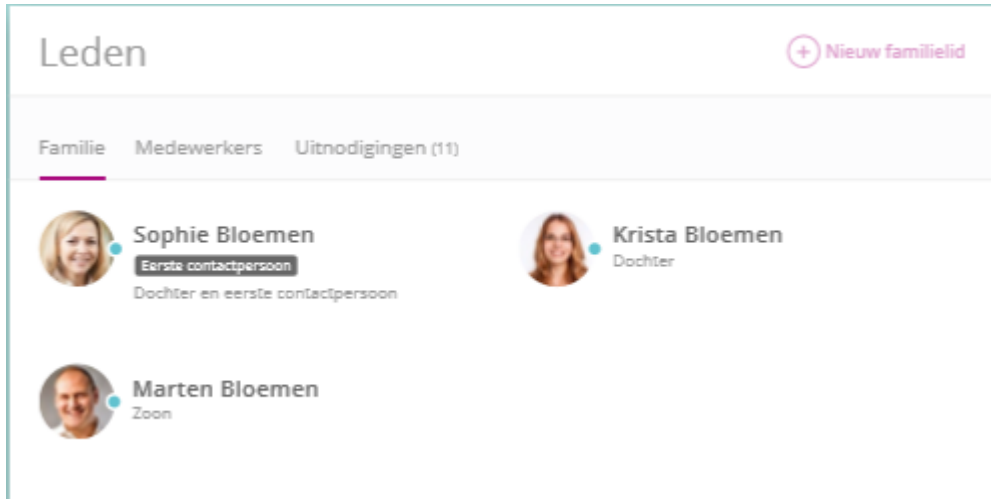 Leden
Nieuw familielid
Familie Medewerkers Uitnodigingen (11)
Sophie Bloemen
Eerste contactpersoon
Dochter en eerste contactpersoon
Krista Bloemen
Dochter
Marten Bloemen
Zoon